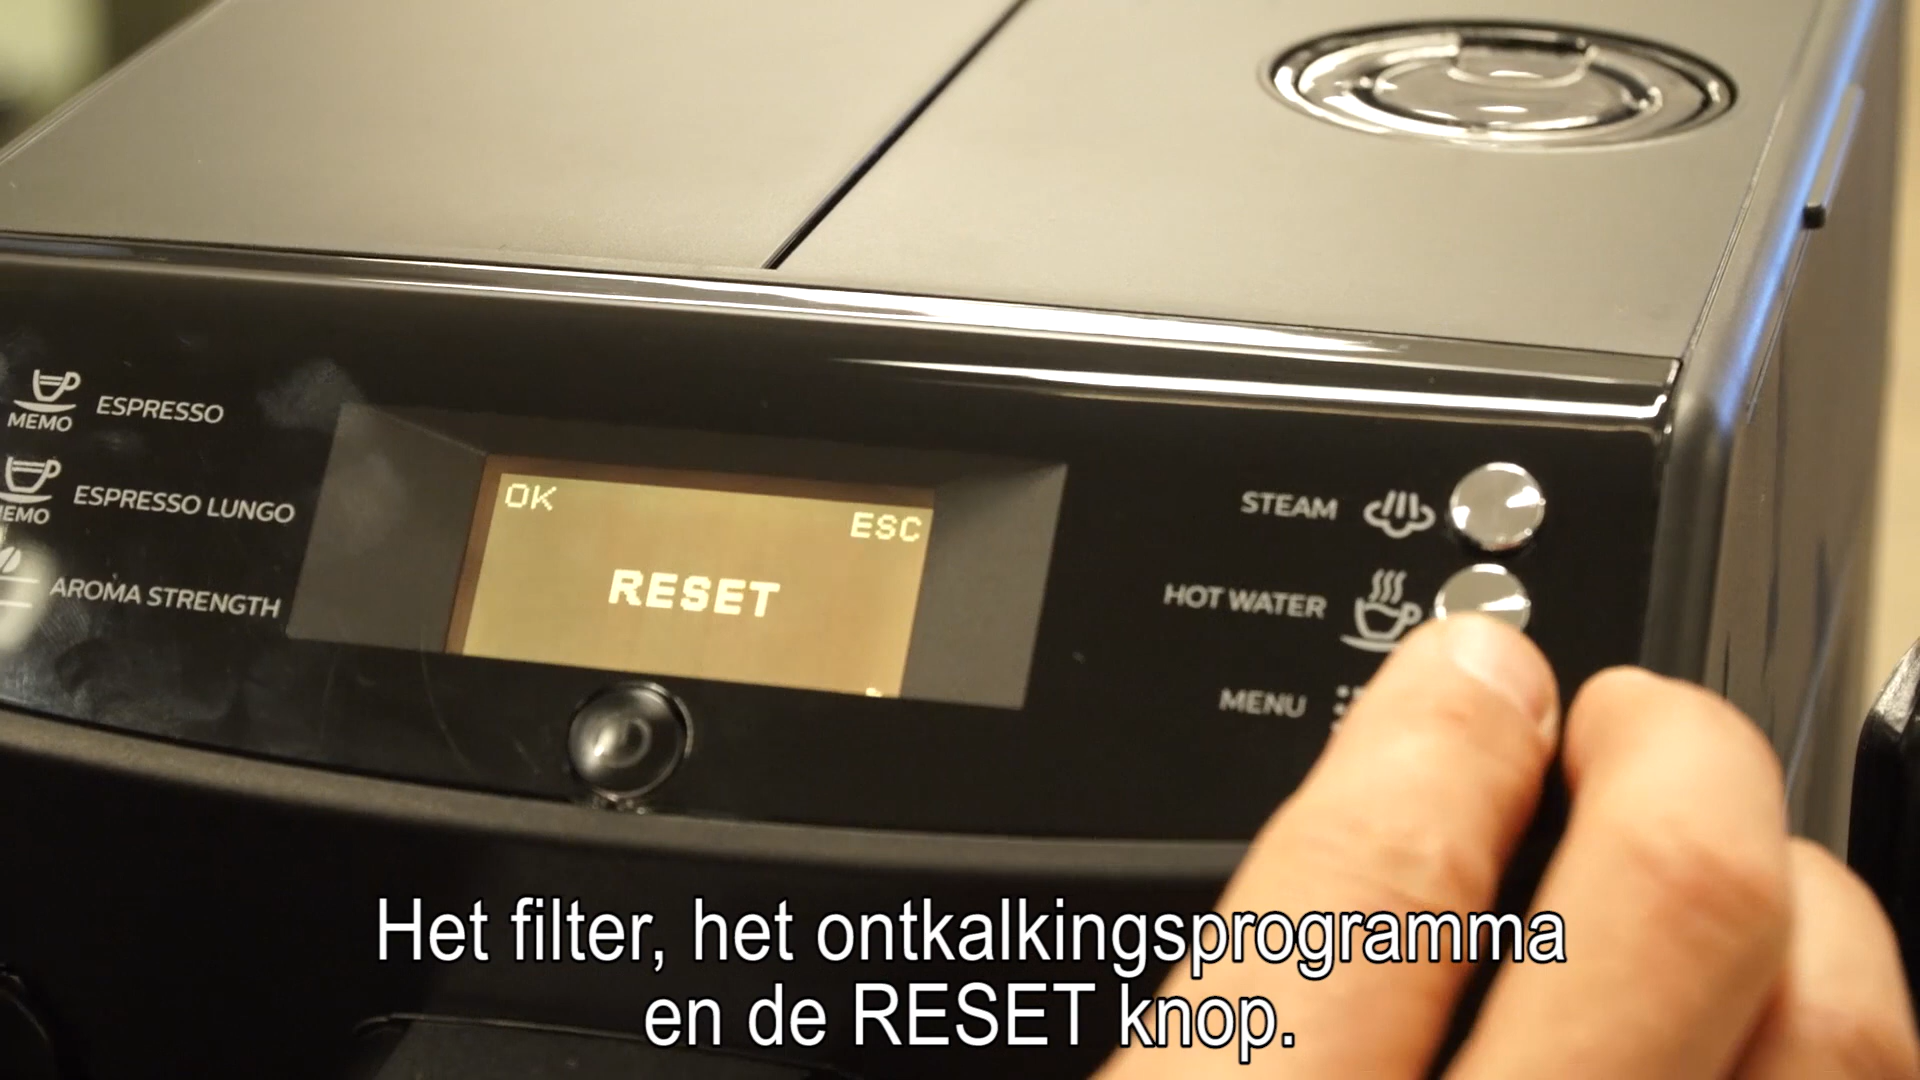 MEMO ESPRESSO
MEMO ESPRESSO LUNGO
AROMA STRENGTH
OK
ESC
RESET
STEAM
HOT WATER
MENU
Het filter, het ontkalkingsprogramma
en de RESET knop.